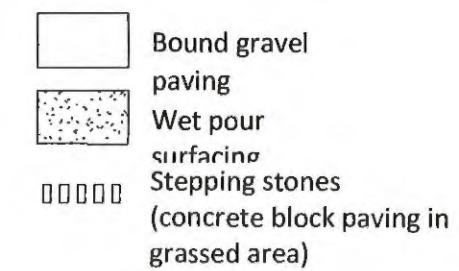 Bound gravel
paving
Wet pour
surfacing
Stepping stones
(concrete block paving in
grassed area)